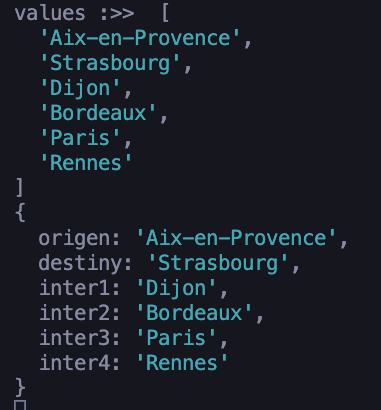 values :>>  [
  'Aix-en-Provence',
  'Strasbourg',
  'Dijon',
  'Bordeaux',
  'Paris',
  'Rennes'
]
{
  origen: 'Aix-en-Provence',
  destiny: 'Strasbourg',
  inter1: 'Dijon',
  inter2: 'Bordeaux',
  inter3: 'Paris',
  inter4: 'Rennes'
}